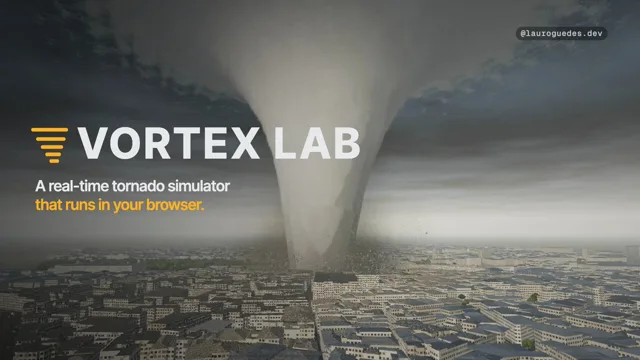 @lauroguedes.dev
VORTEX LAB
A real-time tornado simulator
that runs in your browser.